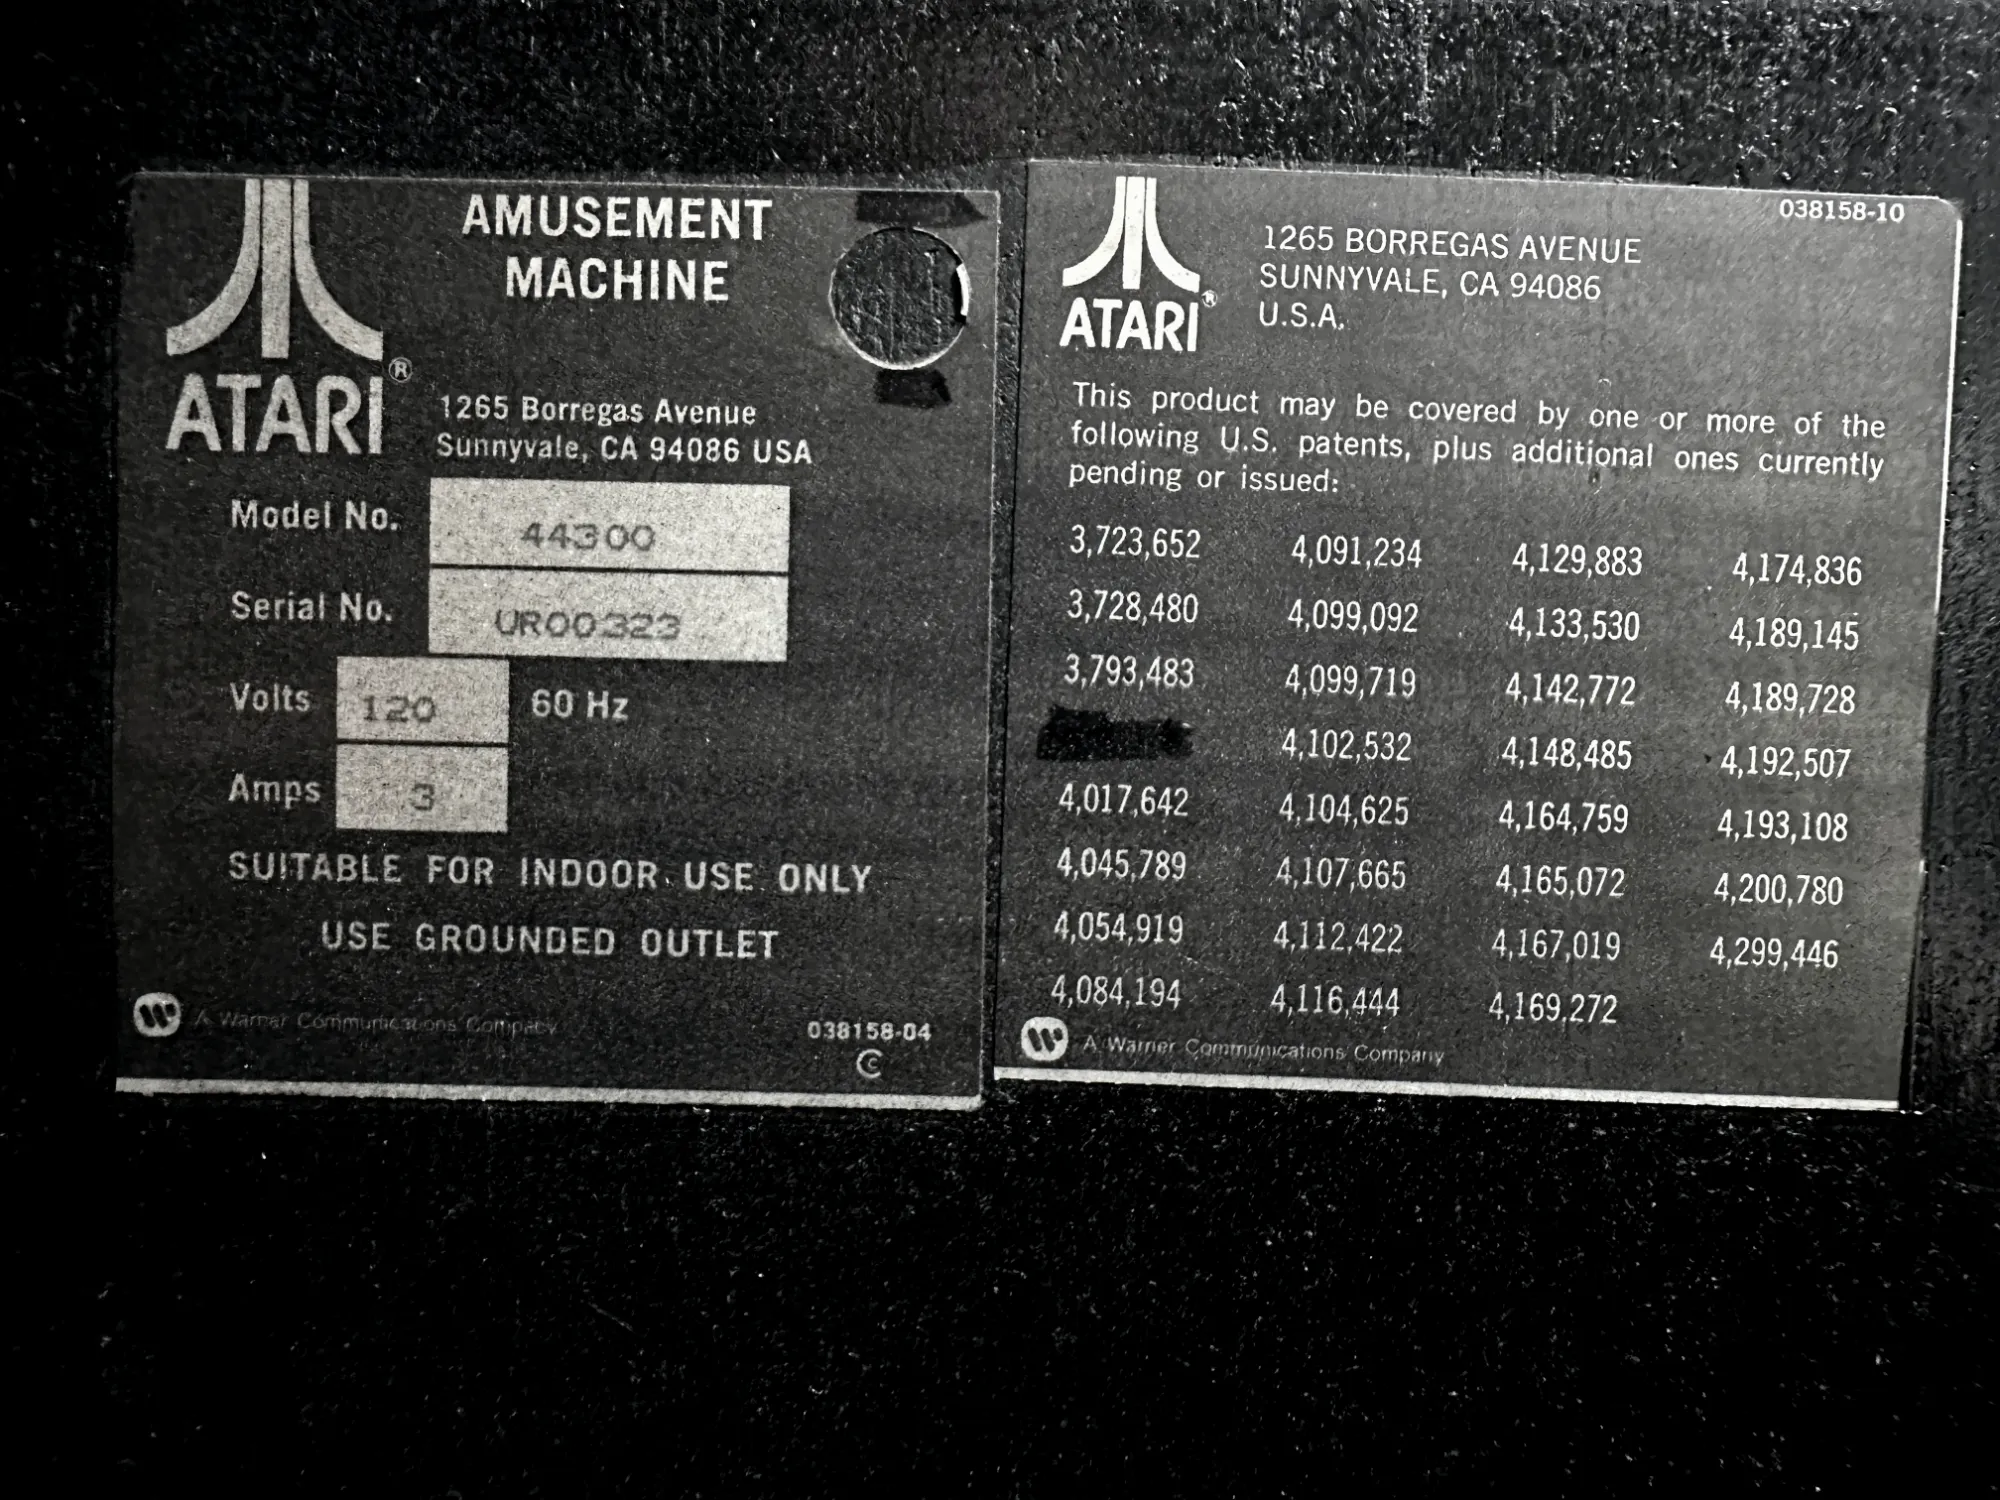 AMUSEMENT
MACHINE
ATARI®
1265 Borregas Avenue
Sunnyvale, CA 94086 USA
Model No. 44300
Serial No. UR00323
Volts 120 60 Hz
Amps 3
SUITABLE FOR INDOOR USE ONLY
USE GROUNDED OUTLET
A Warner Communications Company
038158-04
038158-10
ATARI®
1265 BORREGAS AVENUE
SUNNYVALE, CA 94086
U.S.A.
This product may be covered by one or more of the
following U.S. patents, plus additional ones currently
pending or issued:
3,723,652 4,091,234 4,129,883 4,174,836
3,728,480 4,099,092 4,133,530 4,189,145
3,793,483 4,099,719 4,142,772 4,189,728
4,102,532 4,148,485 4,192,507
4,017,642 4,104,625 4,164,759 4,193,108
4,045,789 4,107,665 4,165,072 4,200,780
4,054,919 4,112,422 4,167,019 4,299,446
4,084,194 4,116,444 4,169,272
A Warner Communications Company